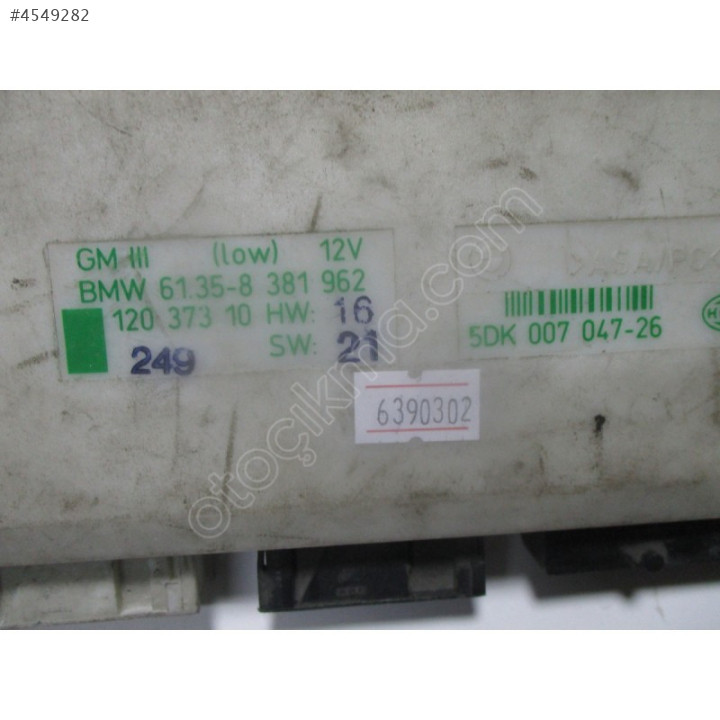 #4549282
GM III (low) 12V
BMW 61.35-8 381 962
120 373 10 HW: 16
249 SW: 21
5DK 007 047-26
6390302
otoçıkma.com